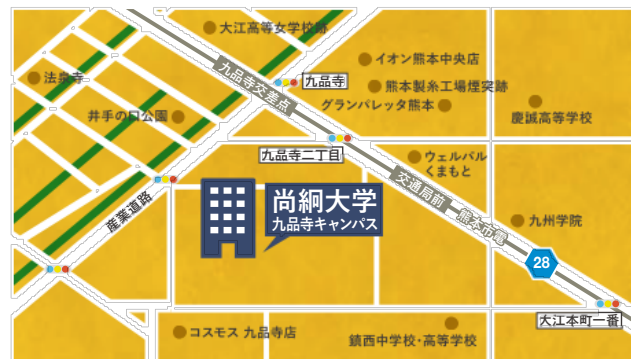 大江高等女学校跡
イオン熊本中央店
法泉寺
九品寺交差点
九品寺
熊本製糸工場煙突跡
グランパレッタ熊本
井手の口公園
慶誠高等学校
九品寺二丁目
ウェルパル
くまもと
交通局前
熊本市電
産業道路
尚絅大学
九品寺キャンパス
九州学院
28
大江本町一番
コスモス 九品寺店
鎮西中学校・高等学校